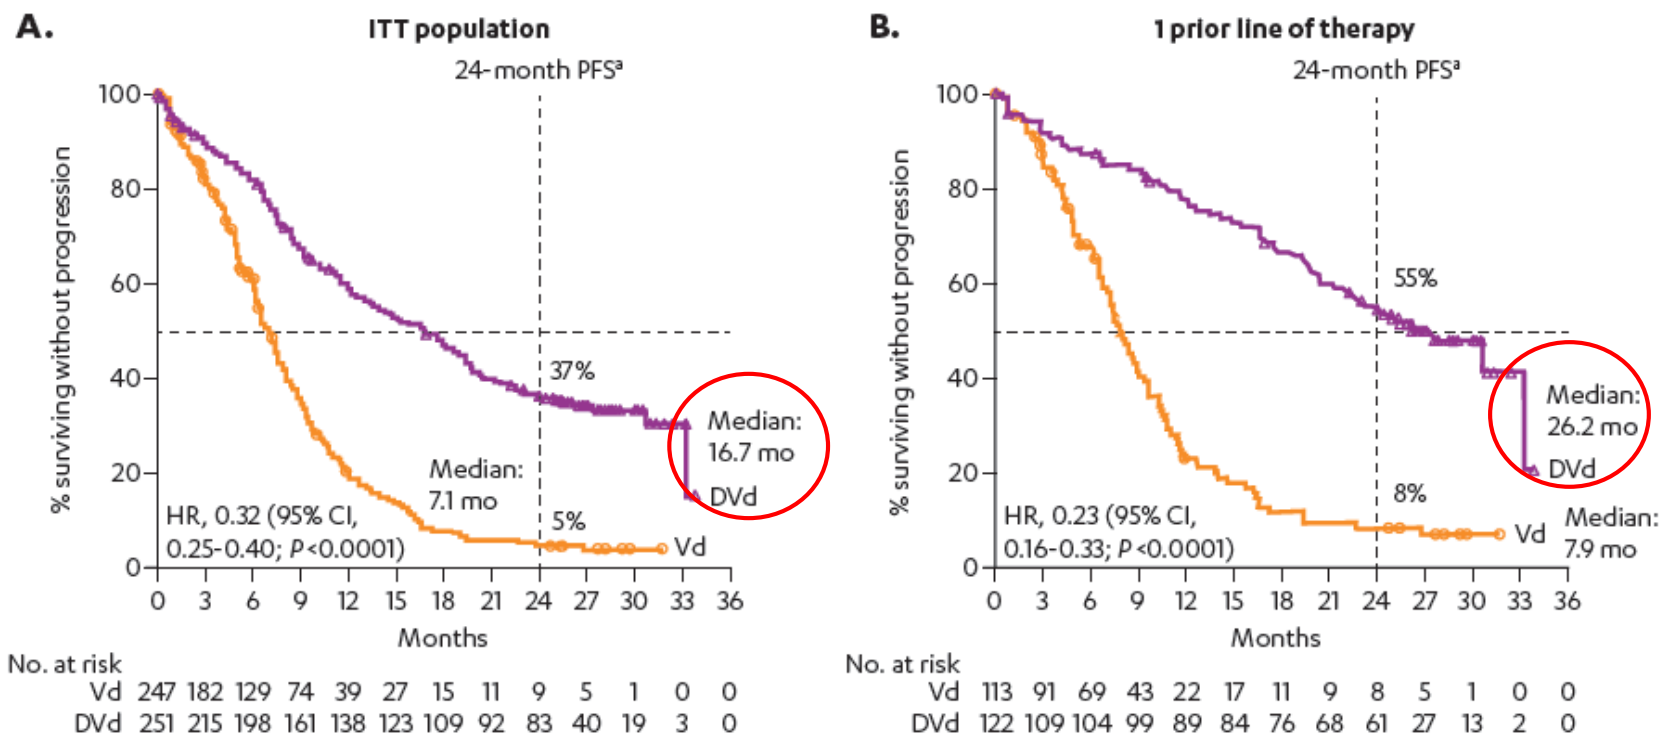 A.
ITT population
24-month PFSᵃ
100
80
60
40
20
0
% surviving without progression
37%
Median:
16.7 mo
DVd
Median:
7.1 mo
5%
Vd
HR, 0.32 (95% CI,
0.25-0.40; P<0.0001)
0 3 6 9 12 15 18 21 24 27 30 33 36
Months
No. at risk
Vd 247 182 129 74 39 27 15 11 9 5 1 0 0
DVd 251 215 198 161 138 123 109 92 83 40 19 3 0
B.
1 prior line of therapy
24-month PFSᵃ
100
80
60
40
20
0
% surviving without progression
55%
Median:
26.2 mo
DVd
8%
Vd
Median:
7.9 mo
HR, 0.23 (95% CI,
0.16-0.33; P<0.0001)
0 3 6 9 12 15 18 21 24 27 30 33 36
Months
No. at risk
Vd 113 91 69 43 22 17 11 9 8 5 1 0 0
DVd 122 109 104 99 89 84 76 68 61 27 13 2 0